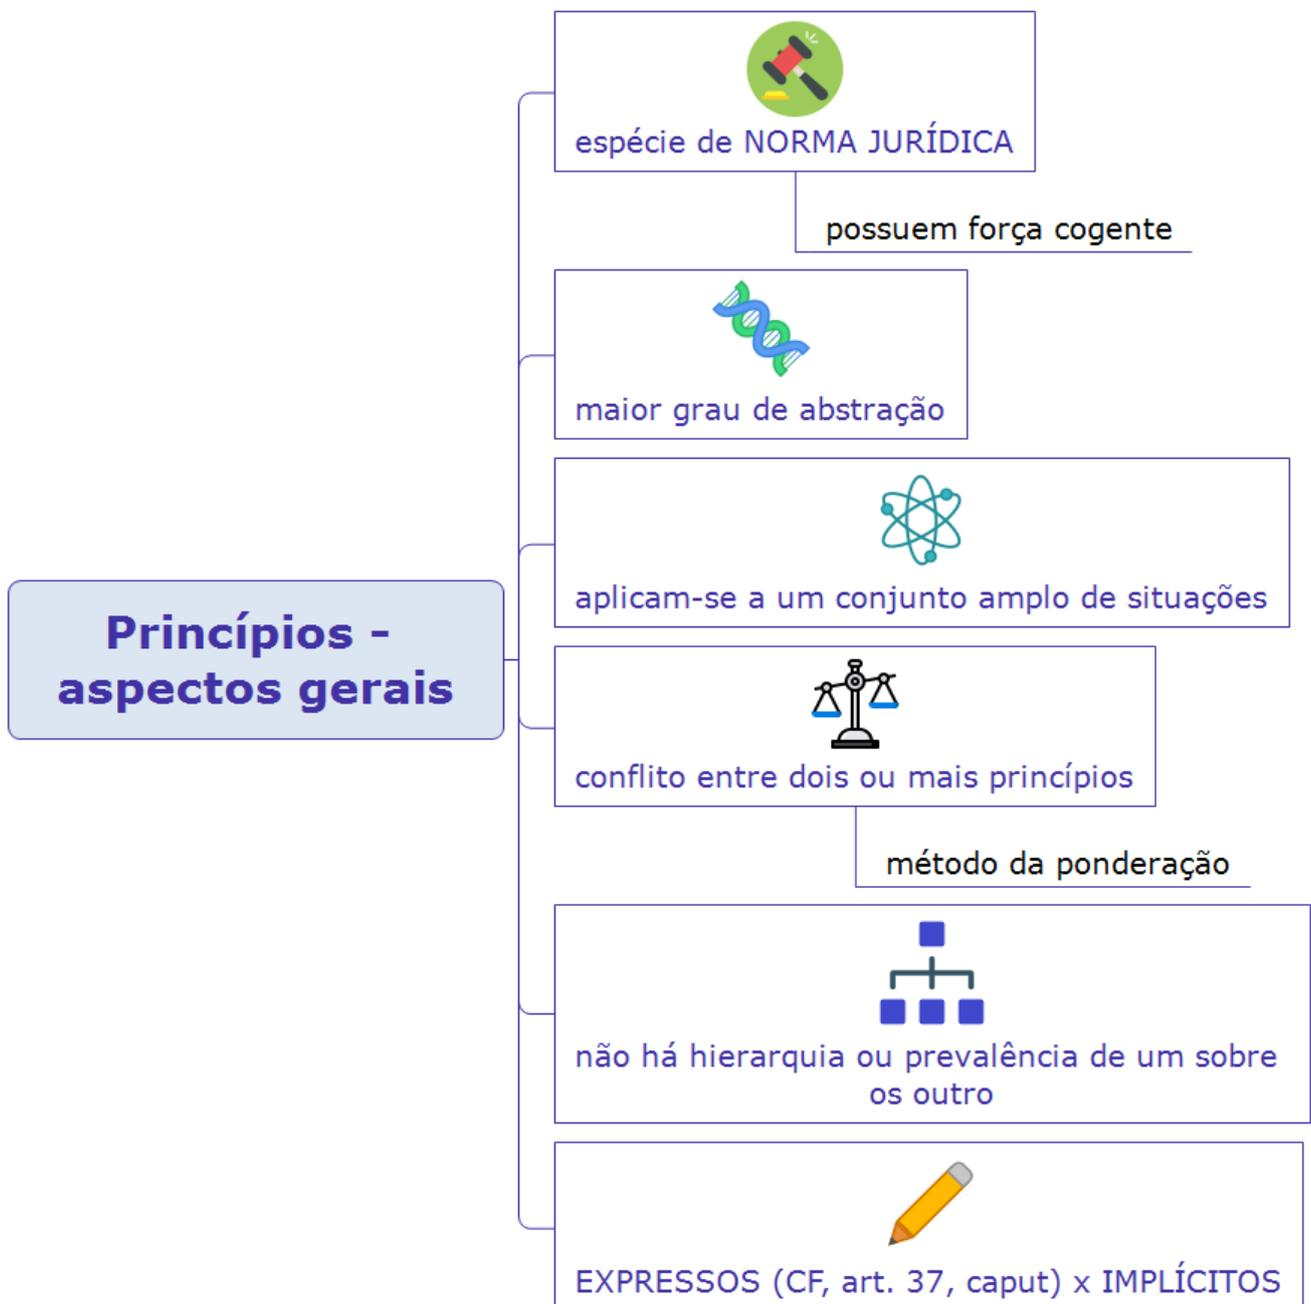 espécie de NORMA JURÍDICA
possuem força cogente
maior grau de abstração
aplicam-se a um conjunto amplo de situações
Princípios -
aspectos gerais
conflito entre dois ou mais princípios
método da ponderação
não há hierarquia ou prevalência de um sobre
os outro
EXPRESSOS (CF, art. 37, caput) x IMPLÍCITOS